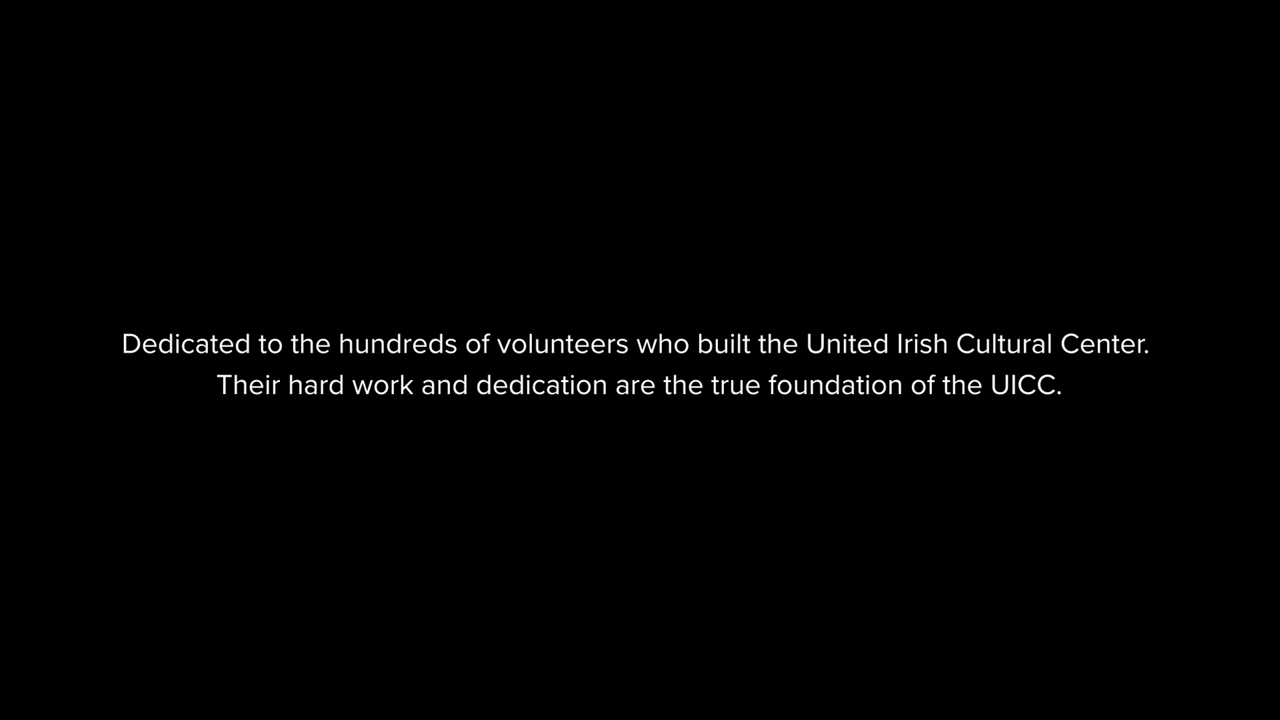 Dedicated to the hundreds of volunteers who built the United Irish Cultural Center.
Their hard work and dedication are the true foundation of the UICC.